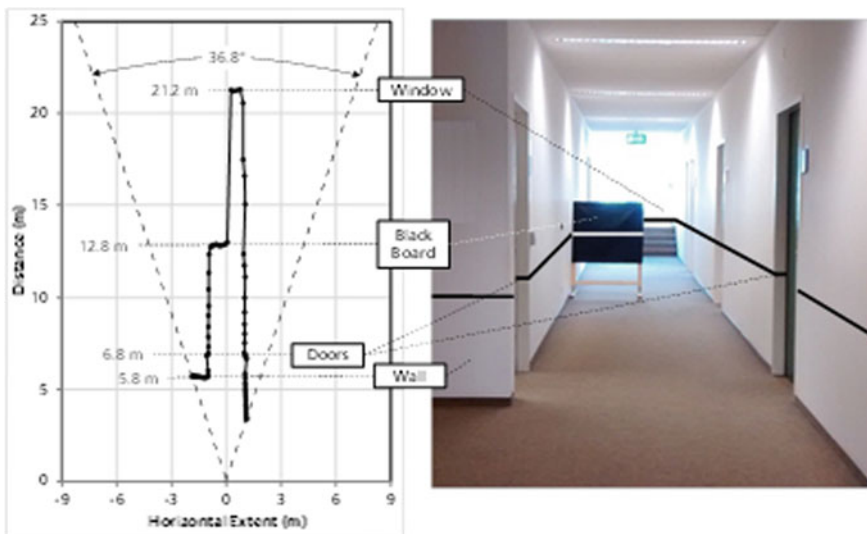 25
20
15
10
5
0
-9
-6
-3
0
3
6
9
Distance (m)
Horizontal Extent (m)
36.8°
21.2 m
12.8 m
6.8 m
5.8 m
Window
Black
Board
Doors
Wall